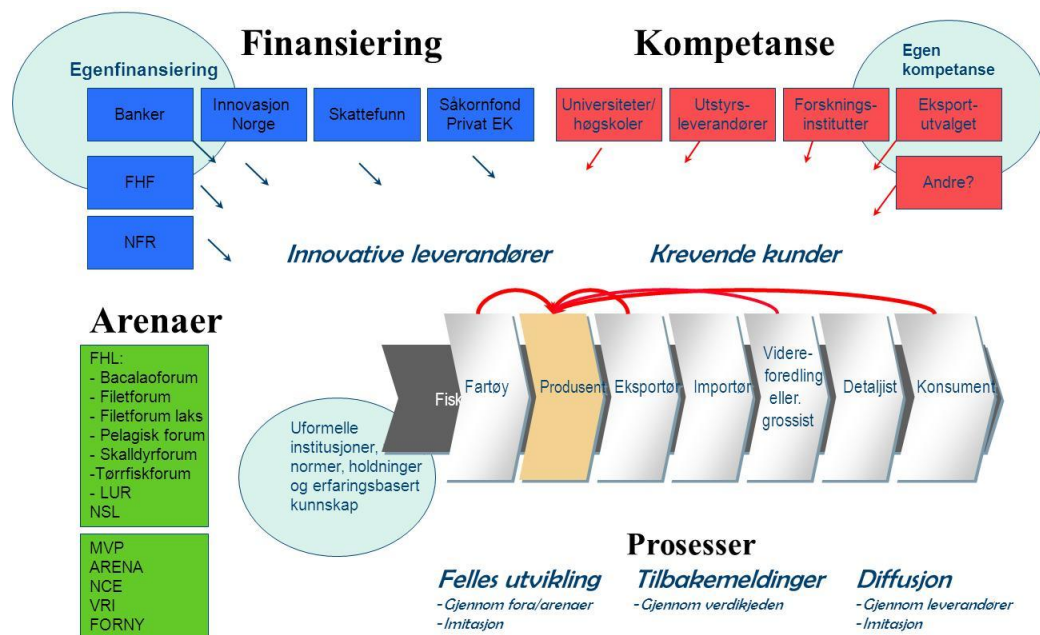 Finansiering
Kompetanse
Egenfinansiering
Egen
kompetanse
Banker
Innovasjon
Norge
Skattefunn
Såkornfond
Privat EK
Universiteter/
høgskoler
Utstyrs-
leverandører
Forsknings-
institutter
Eksport-
utvalget
FHF
Andre?
NFR
Innovative leverandører
Krevende kunder
Arenaer
FHL:
- Bacalaoforum
- Filetforum
- Filetforum laks
- Pelagisk forum
- Skalldyrforum
-Tørrfiskforum
- LUR
NSL
MVP
ARENA
NCE
VRI
FORNY
Uformelle
institusjoner,
normer, holdninger
og erfaringsbasert
kunnskap
Fisk
Fartøy
Produsent
Eksportør
Importør
Videre-
foredling
eller.
grossist
Detaljist
Konsument
Prosesser
Felles utvikling
- Gjennom fora/arenaer
- Imitasjon
Tilbakemeldinger
- Gjennom verdikjeden
Diffusjon
- Gjennom leverandører
- Imitasjon